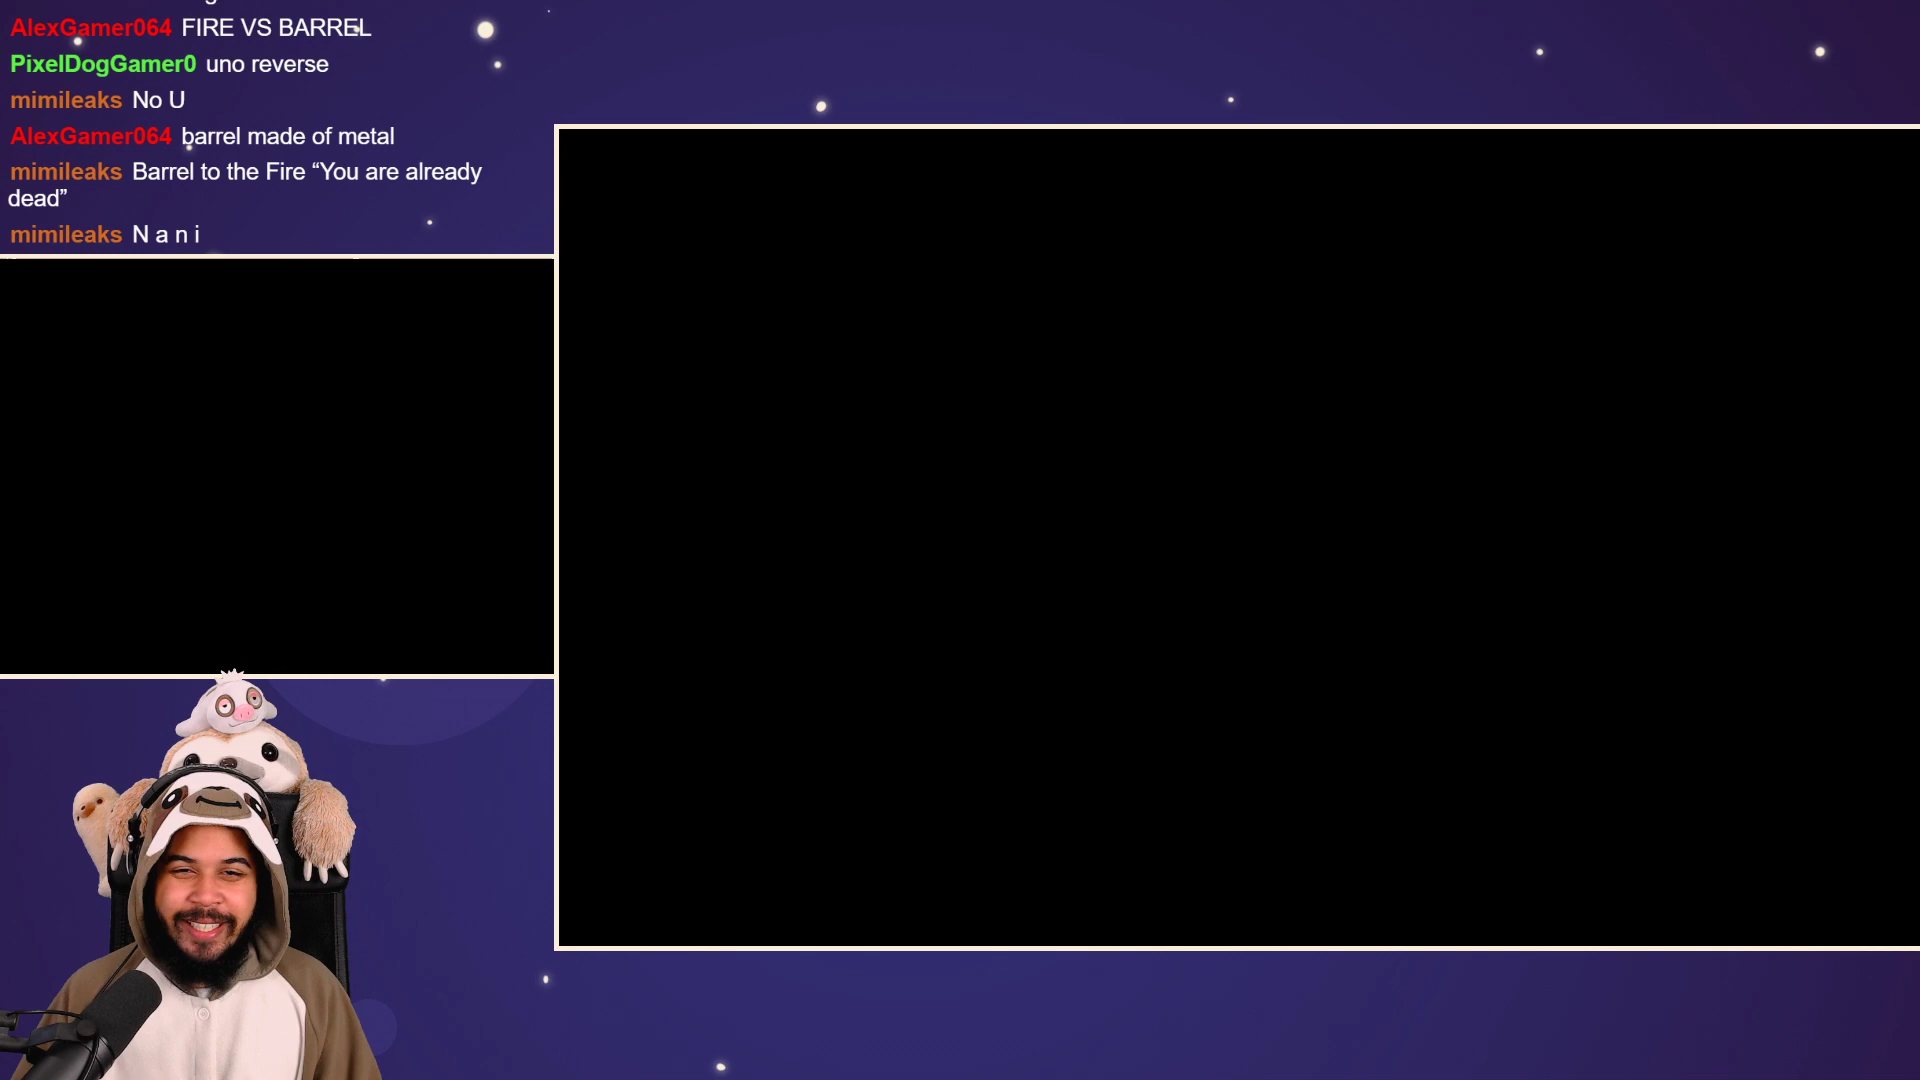 AlexGamer064 FIRE VS BARREL
PixelDogGamer0 uno reverse
mimileaks No U
AlexGamer064 barrel made of metal
mimileaks Barrel to the Fire “You are already
dead”
mimileaks N a n i